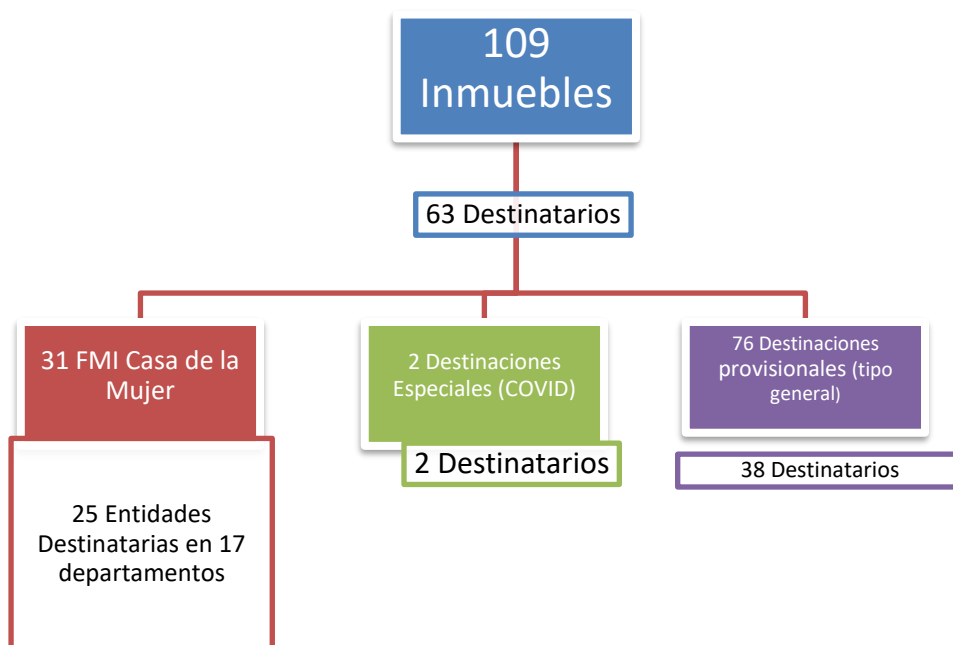 109
Inmuebles
63 Destinatarios
31 FMI Casa de la
Mujer
25 Entidades
Destinatarias en 17
departamentos
2 Destinaciones
Especiales (COVID)
2 Destinatarios
76 Destinaciones
provisionales (tipo
general)
38 Destinatarios